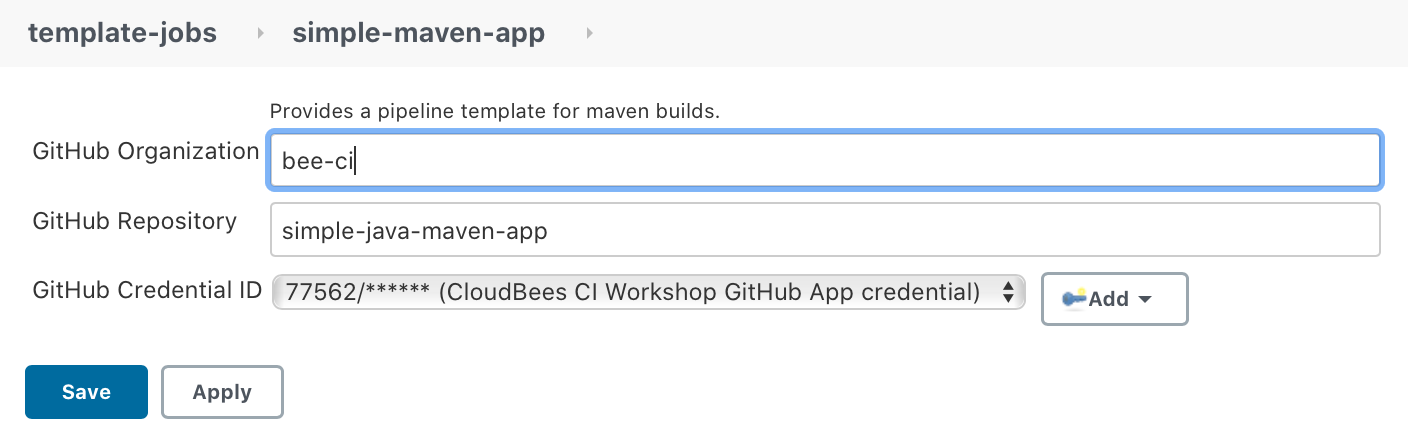 template-jobs simple-maven-app
Provides a pipeline template for maven builds.
GitHub Organization bee-ci
GitHub Repository simple-java-maven-app
GitHub Credential ID 77562/****** (CloudBees CI Workshop GitHub App credential) Add
Save Apply